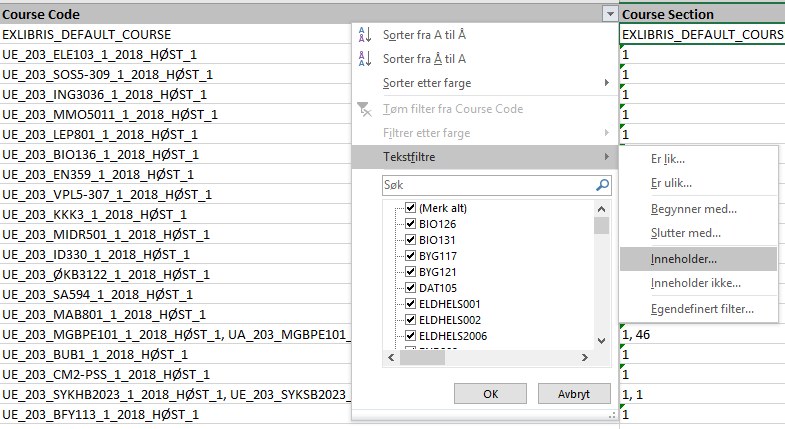 Course Code
Course Section
EXLIBRIS_DEFAULT_COURSE
EXLIBRIS_DEFAULT_COURS
UE_203_ELE103_1_2018_HØST_1
1
UE_203_SOS5-309_1_2018_HØST_1
1
UE_203_ING3036_1_2018_HØST_1
1
UE_203_MMO5011_1_2018_HØST_1
1
UE_203_LEP801_1_2018_HØST_1
1
UE_203_BIO136_1_2018_HØST_1
UE_203_EN359_1_2018_HØST_1
UE_203_VPL5-307_1_2018_HØST_1
UE_203_KKK3_1_2018_HØST_1
UE_203_MIDR501_1_2018_HØST_1
UE_203_ID330_1_2018_HØST_1
UE_203_ØKB3122_1_2018_HØST_1
UE_203_SA594_1_2018_HØST_1
UE_203_MAB801_1_2018_HØST_1
UE_203_MGBPE101_1_2018_HØST_1, UA_203_MGBPE101_
1, 46
UE_203_BUB1_1_2018_HØST_1
1
UE_203_CM2-PSS_1_2018_HØST_1
1
UE_203_SYKHB2023_1_2018_HØST_1, UE_203_SYKSB2023_
1, 1
UE_203_BFY113_1_2018_HØST_1
1
Sorter fra A til Å
Sorter fra Å til A
Sorter etter farge
Tøm filter fra Course Code
Filtrer etter farge
Tekstfiltre
Søk
(Merk alt)
BIO126
BIO131
BYG117
BYG121
DAT105
ELDHELS001
ELDHELS002
ELDHELS2006
OK
Avbryt
Er lik...
Er ulik...
Begynner med...
Slutter med...
Inneholder...
Inneholder ikke...
Egendefinert filter...